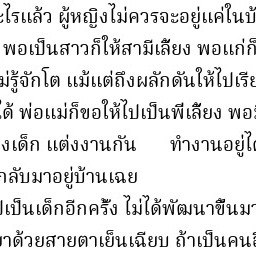 ะไรแล้ว ผู้หญิงไม่ควรจะอยู่แค่ในบ้
พอเป็นสาวก็ให้สามีเลี้ยง พอแก่ก็
ม่รู้จักโต แม้แต่ถึงผลักดันให้ไปเรีย
ได้ พ่อแม่ก็ขอให้ไปเป็นพี่เลี้ยง พอ
งเด็ก แต่งงานกัน ทำงานอยู่ได้
กลับมาอยู่บ้านเฉย
ปเป็นเด็กอีกครั้ง ไม่ได้พัฒนาขึ้นมา
าด้วยสายตาเย็นเฉียบ ถ้าเป็นคนอื